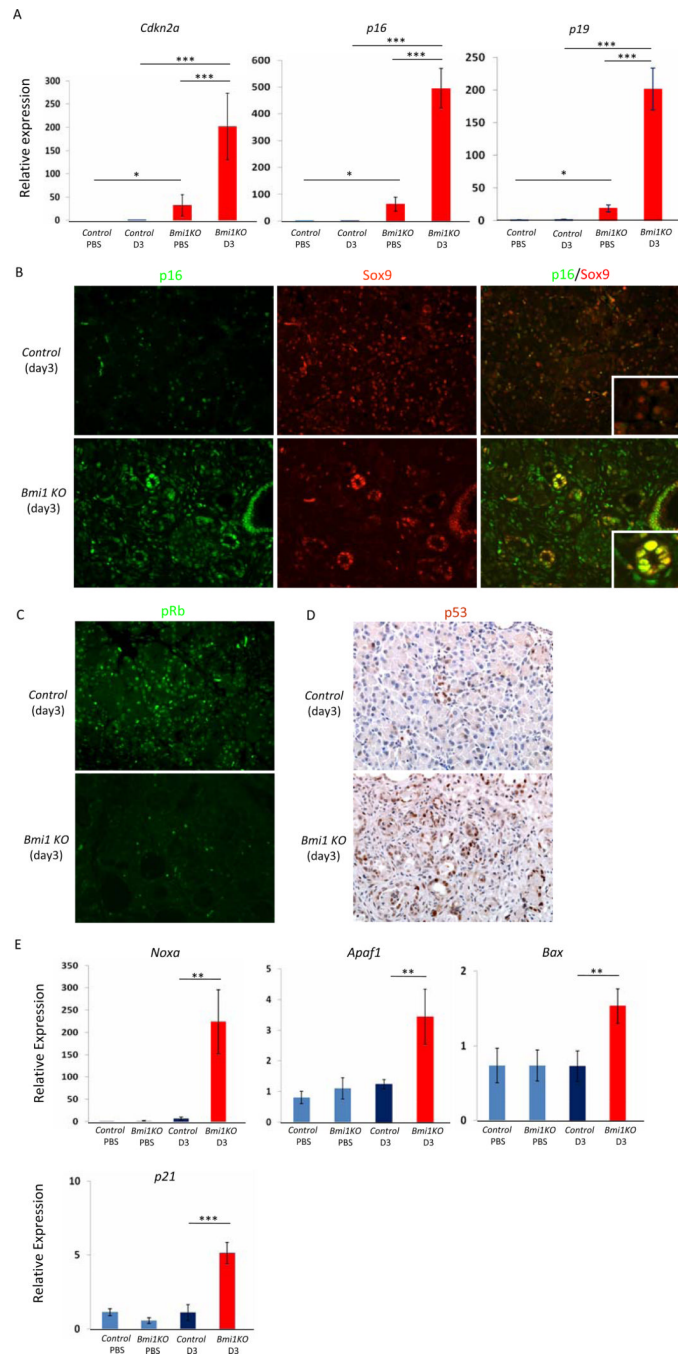 A
Cdkn2a
p16
p19
Relative expression
***
***
*
300
250
200
150
100
50
0
Control PBS
Control D3
Bmi1KO PBS
Bmi1KO D3
***
***
*
600
500
400
300
200
100
0
Control PBS
Control D3
Bmi1KO PBS
Bmi1KO D3
***
***
*
250
200
150
100
50
0
Control PBS
Control D3
Bmi1KO PBS
Bmi1KO D3
B
p16
Sox9
p16/Sox9
Control
(day3)
Bmi1 KO
(day3)
C
pRb
D
p53
Control
(day3)
Control
(day3)
Bmi1 KO
(day3)
Bmi1 KO
(day3)
E
Noxa
Apaf1
Bax
Relative Expression
**
350
300
250
200
150
100
50
0
Control PBS
Bmi1KO PBS
Control D3
Bmi1KO D3
**
5
4
3
2
1
0
Control PBS
Bmi1KO PBS
Control D3
Bmi1KO D3
**
2
1
0
Control PBS
Bmi1KO PBS
Control D3
Bmi1KO D3
p21
Relative Expression
***
10
5
0
Control PBS
Bmi1KO PBS
Control D3
Bmi1KO D3